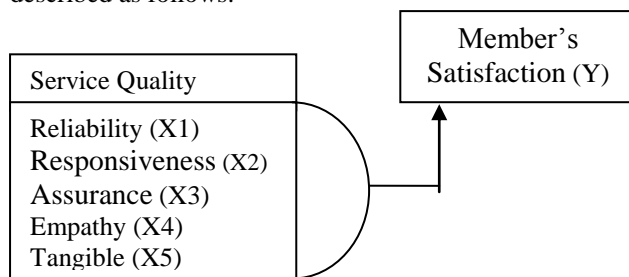 described as follows.
Member's
Satisfaction (Y)
Service Quality
Reliability (X1)
Responsiveness (X2)
Assurance (X3)
Empathy (X4)
Tangible (X5)